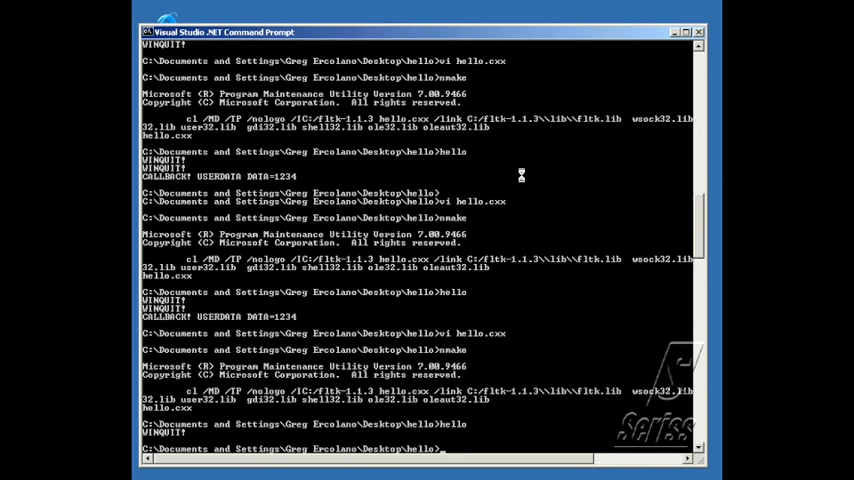 Visual Studio .NET Command Prompt
WINQUIT!
C:\Documents and Settings\Greg Ercolano\Desktop\hello>vi hello.cxx
C:\Documents and Settings\Greg Ercolano\Desktop\hello>nmake
Microsoft (R) Program Maintenance Utility Version 7.00.9466
Copyright (C) Microsoft Corporation. All rights reserved.
cl /MD /TP /nologo /IC:/fltk-1.1.3 hello.cxx /link C:/fltk-1.1.3\\lib\\fltk.lib wsock32.lib
32.lib user32.lib gdi32.lib shell32.lib ole32.lib oleaut32.lib
hello.cxx
C:\Documents and Settings\Greg Ercolano\Desktop\hello>hello
WINQUIT!
WINQUIT!
CALLBACK! USERDATA DATA=1234
C:\Documents and Settings\Greg Ercolano\Desktop\hello>
C:\Documents and Settings\Greg Ercolano\Desktop\hello>vi hello.cxx
C:\Documents and Settings\Greg Ercolano\Desktop\hello>nmake
Microsoft (R) Program Maintenance Utility Version 7.00.9466
Copyright (C) Microsoft Corporation. All rights reserved.
cl /MD /TP /nologo /IC:/fltk-1.1.3 hello.cxx /link C:/fltk-1.1.3\\lib\\fltk.lib wsock32.lib
32.lib user32.lib gdi32.lib shell32.lib ole32.lib oleaut32.lib
hello.cxx
C:\Documents and Settings\Greg Ercolano\Desktop\hello>hello
WINQUIT!
WINQUIT!
CALLBACK! USERDATA DATA=1234
C:\Documents and Settings\Greg Ercolano\Desktop\hello>vi hello.cxx
C:\Documents and Settings\Greg Ercolano\Desktop\hello>nmake
Microsoft (R) Program Maintenance Utility Version 7.00.9466
Copyright (C) Microsoft Corporation. All rights reserved.
cl /MD /TP /nologo /IC:/fltk-1.1.3 hello.cxx /link C:/fltk-1.1.3\\lib\\fltk.lib wsock32.lib
32.lib user32.lib gdi32.lib shell32.lib ole32.lib oleaut32.lib
hello.cxx
C:\Documents and Settings\Greg Ercolano\Desktop\hello>hello
WINQUIT!
C:\Documents and Settings\Greg Ercolano\Desktop\hello>_
Seriss